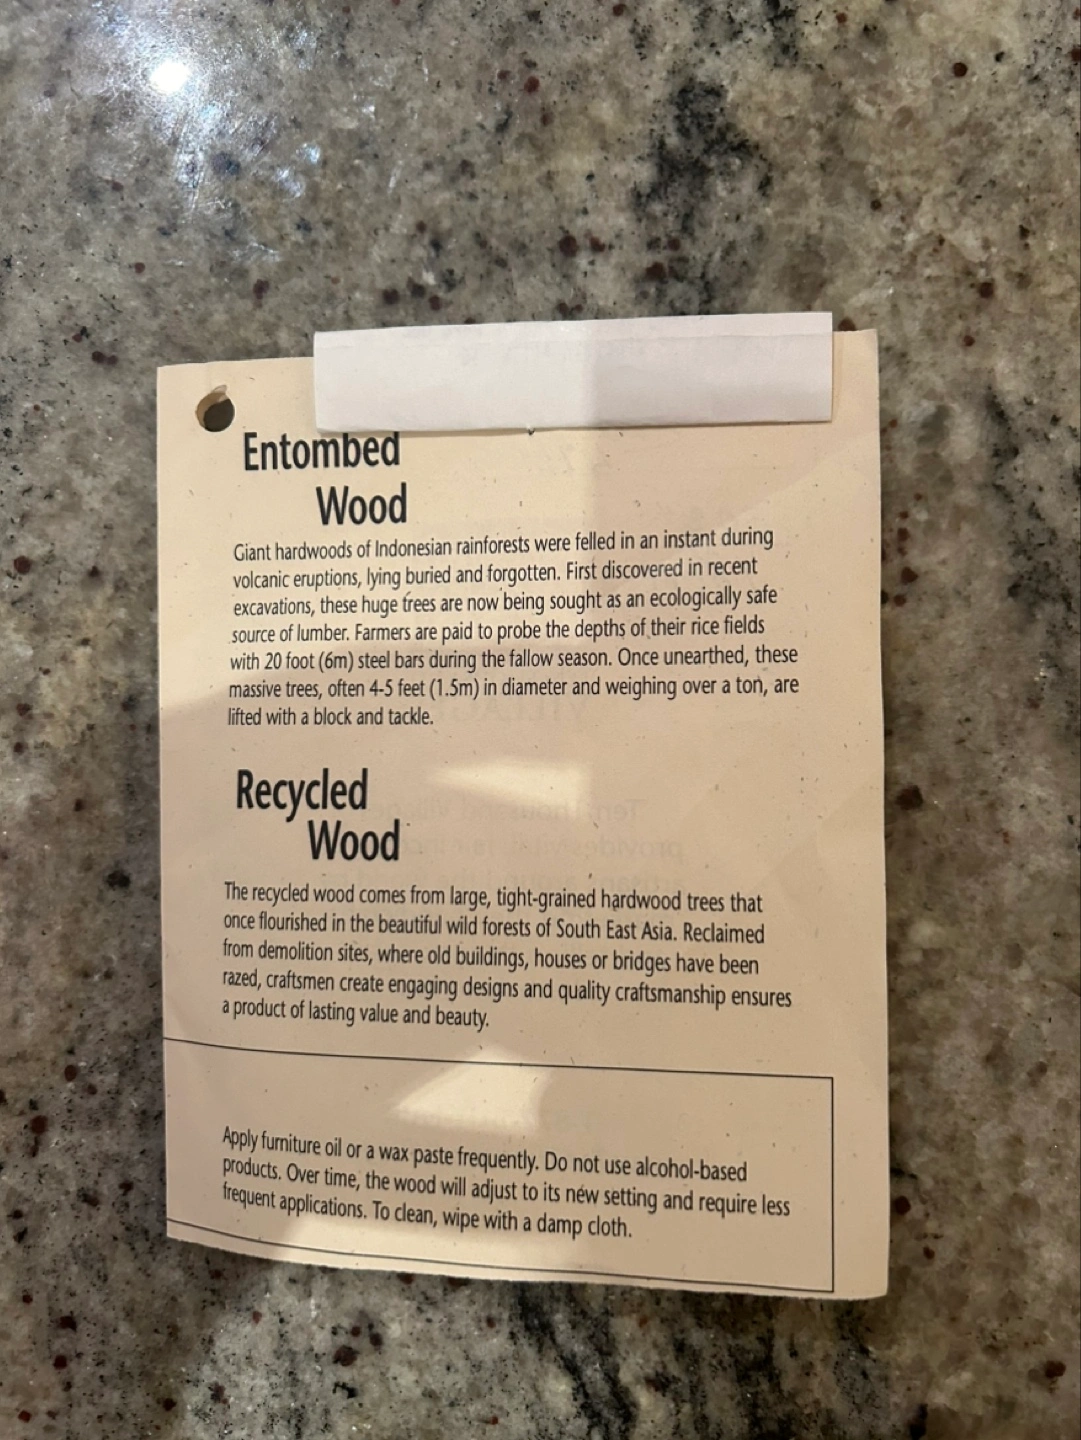 Entombed
Wood
Giant hardwoods of Indonesian rainforests were felled in an instant during
volcanic eruptions, lying buried and forgotten. First discovered in recent
excavations, these huge trees are now being sought as an ecologically safe
source of lumber. Farmers are paid to probe the depths of their rice fields
with 20 foot (6m) steel bars during the fallow season. Once unearthed, these
massive trees, often 4-5 feet (1.5m) in diameter and weighing over a ton, are
lifted with a block and tackle.
Recycled
Wood
The recycled wood comes from large, tight-grained hardwood trees that
once flourished in the beautiful wild forests of South East Asia. Reclaimed
from demolition sites, where old buildings, houses or bridges have been
razed, craftsmen create engaging designs and quality craftsmanship ensures
a product of lasting value and beauty.
Apply furniture oil or a wax paste frequently. Do not use alcohol-based
products. Over time, the wood will adjust to its new setting and require less
frequent applications. To clean, wipe with a damp cloth.